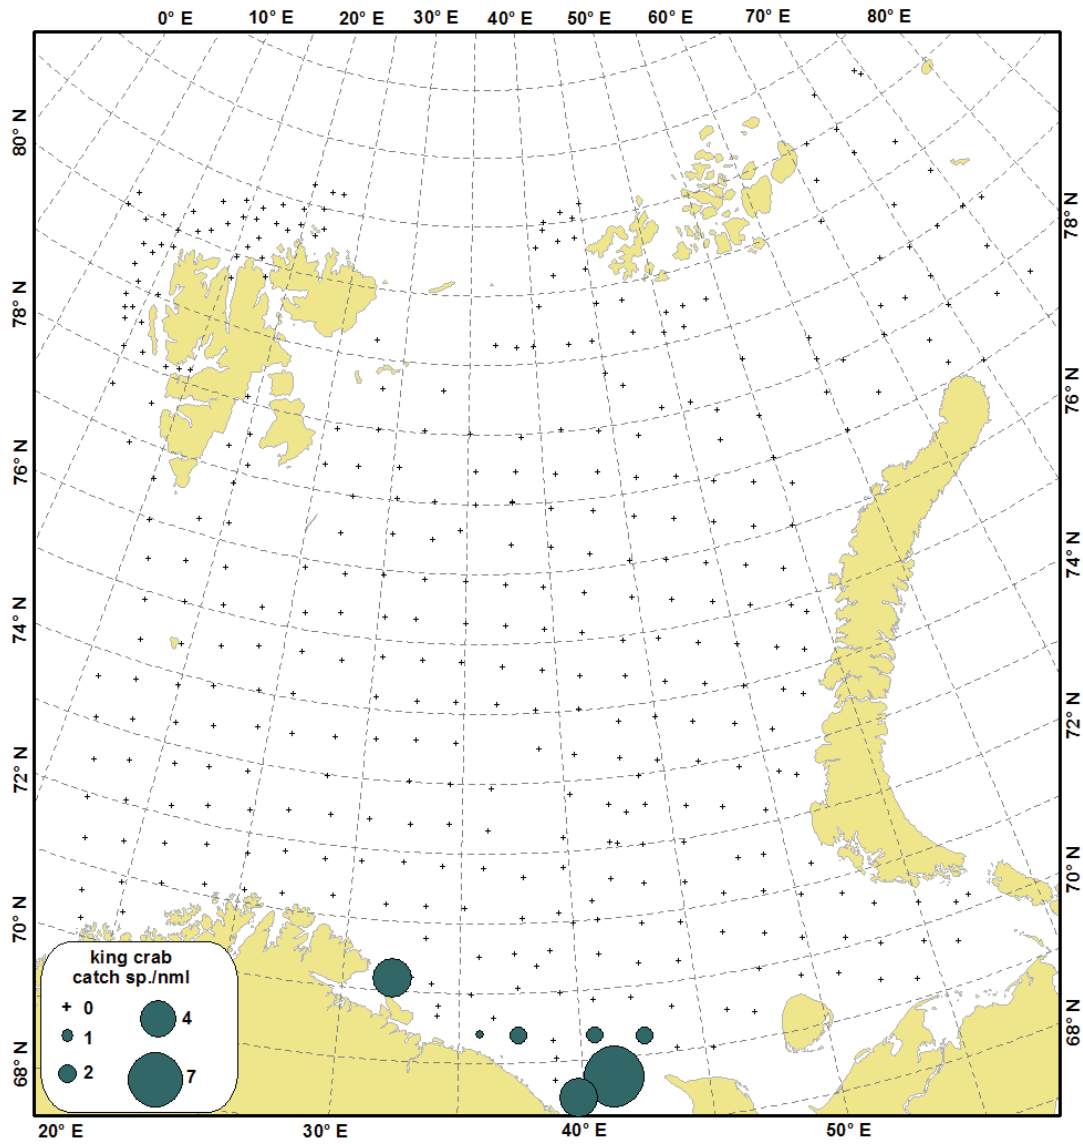 0° E 10° E 20° E 30° E 40° E 50° E 60° E 70° E 80° E
80° N
78° N
76° N
74° N
72° N
70° N
68° N
78° N
76° N
74° N
72° N
70° N
68° N
king crab
catch sp./nml
0
1
2
4
7
20° E 30° E 40° E 50° E